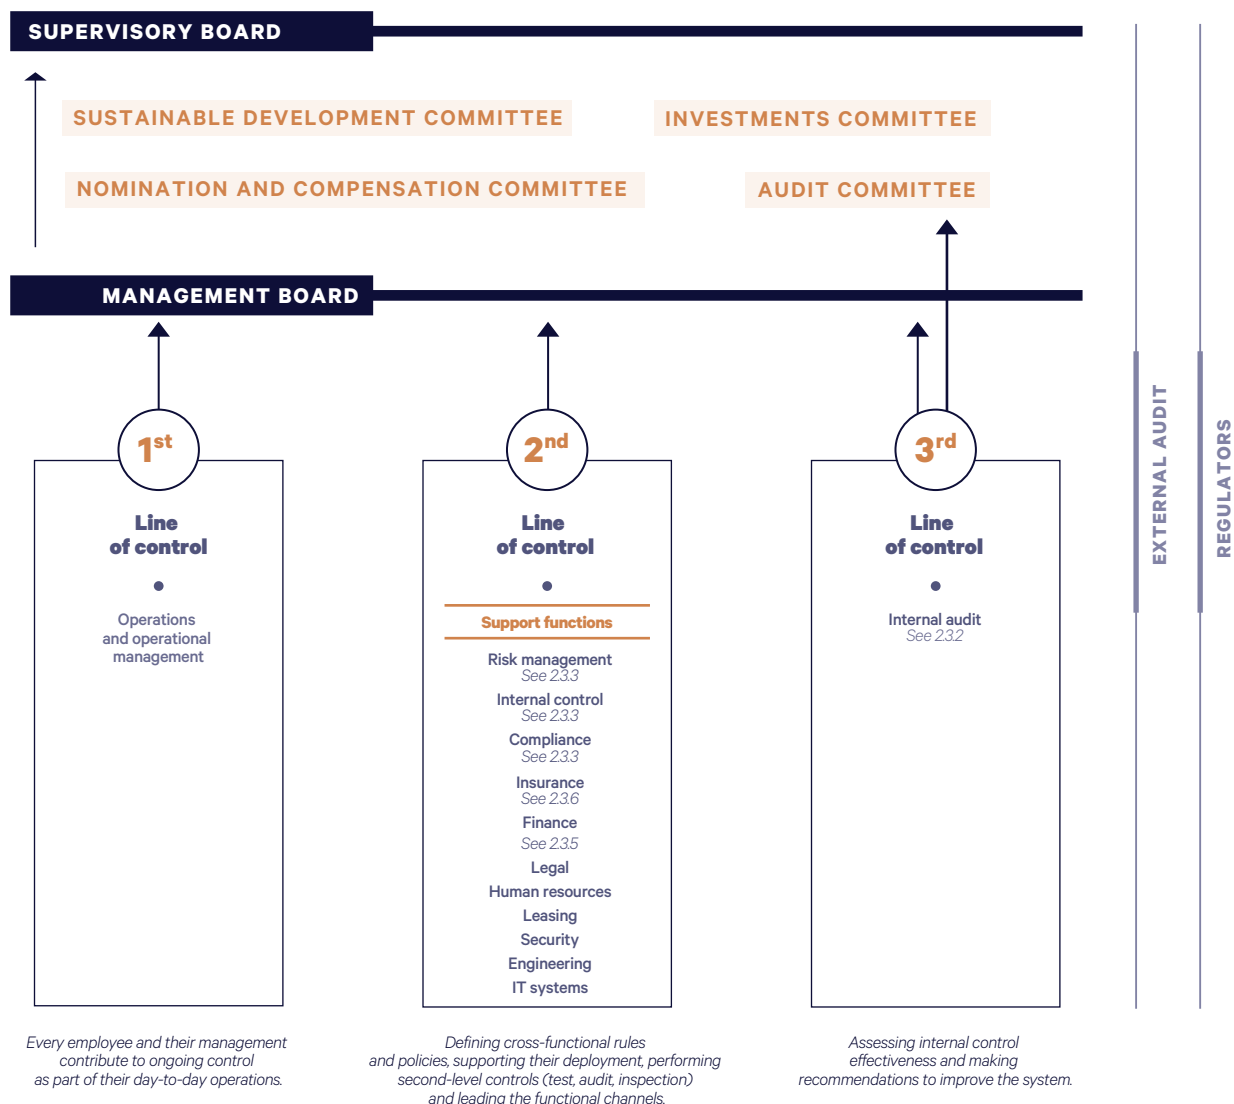 SUPERVISORY BOARD
SUSTAINABLE DEVELOPMENT COMMITTEE
INVESTMENTS COMMITTEE
NOMINATION AND COMPENSATION COMMITTEE
AUDIT COMMITTEE
MANAGEMENT BOARD
1st
Line
of control
Operations
and operational
management
Every employee and their management
contribute to ongoing control
as part of their day-to-day operations.
2nd
Line
of control
Support functions
Risk management
See 2.3.3
Internal control
See 2.3.3
Compliance
See 2.3.3
Insurance
See 2.3.6
Finance
See 2.3.5
Legal
Human resources
Leasing
Security
Engineering
IT systems
Defining cross-functional rules
and policies, supporting their deployment, performing
second-level controls (test, audit, inspection)
and leading the functional channels.
3rd
Line
of control
Internal audit
See 2.3.2
Assessing internal control
effectiveness and making
recommendations to improve the system.
EXTERNAL AUDIT
REGULATORS